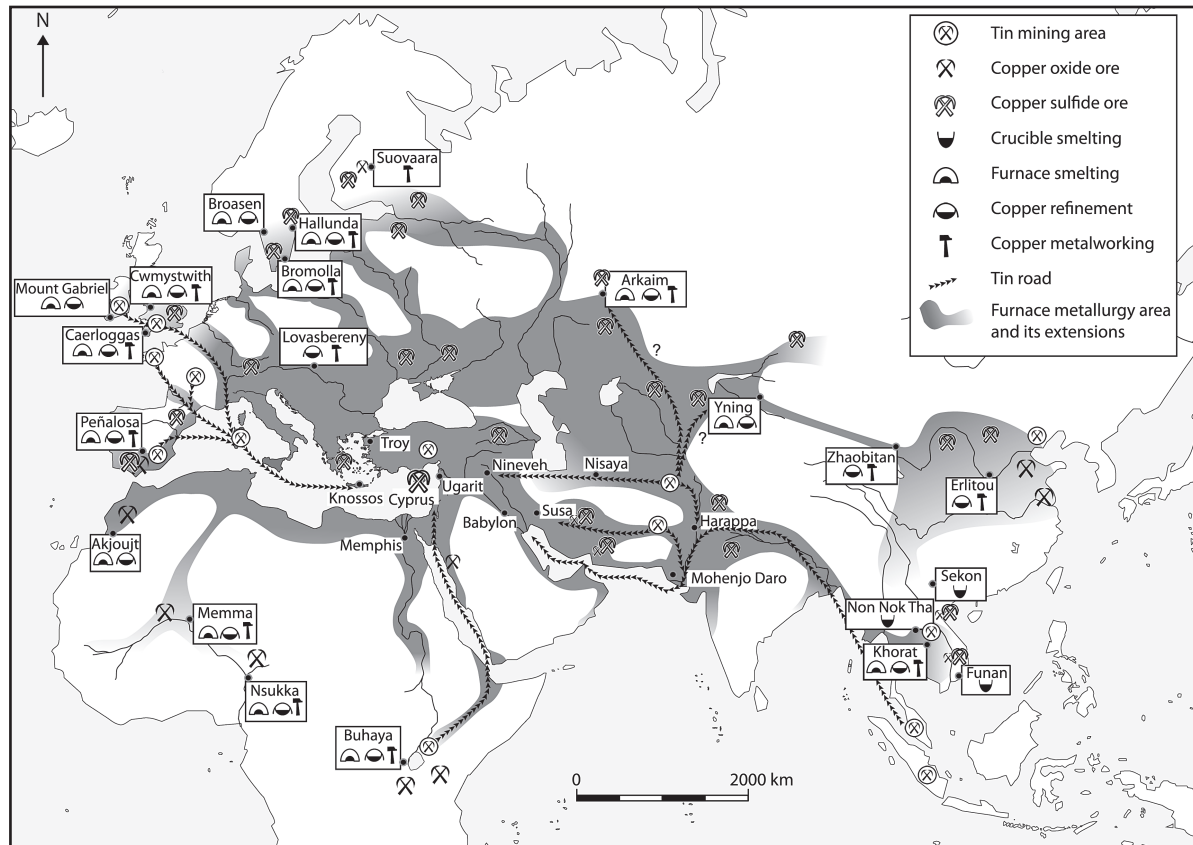 N
Tin mining area
Copper oxide ore
Copper sulfide ore
Crucible smelting
Furnace smelting
Copper refinement
Copper metalworking
Tin road
Furnace metallurgy area
and its extensions
Suovaara
Broasen
Hallunda
Bromolla
Cwmystwith
Mount Gabriel
Caerloggas
Lovasbereny
Arkaim
?
Yning
?
Peñalosa
Troy
Zhaobitan
Erlitou
Nineveh
Nisaya
Knossos
Cyprus
Ugarit
Babylon
Susa
Harappa
Memphis
Akjoujt
Mohenjo Daro
Sekon
Non Nok Tha
Memma
Khorat
Funan
Nsukka
Buhaya
0
2000 km